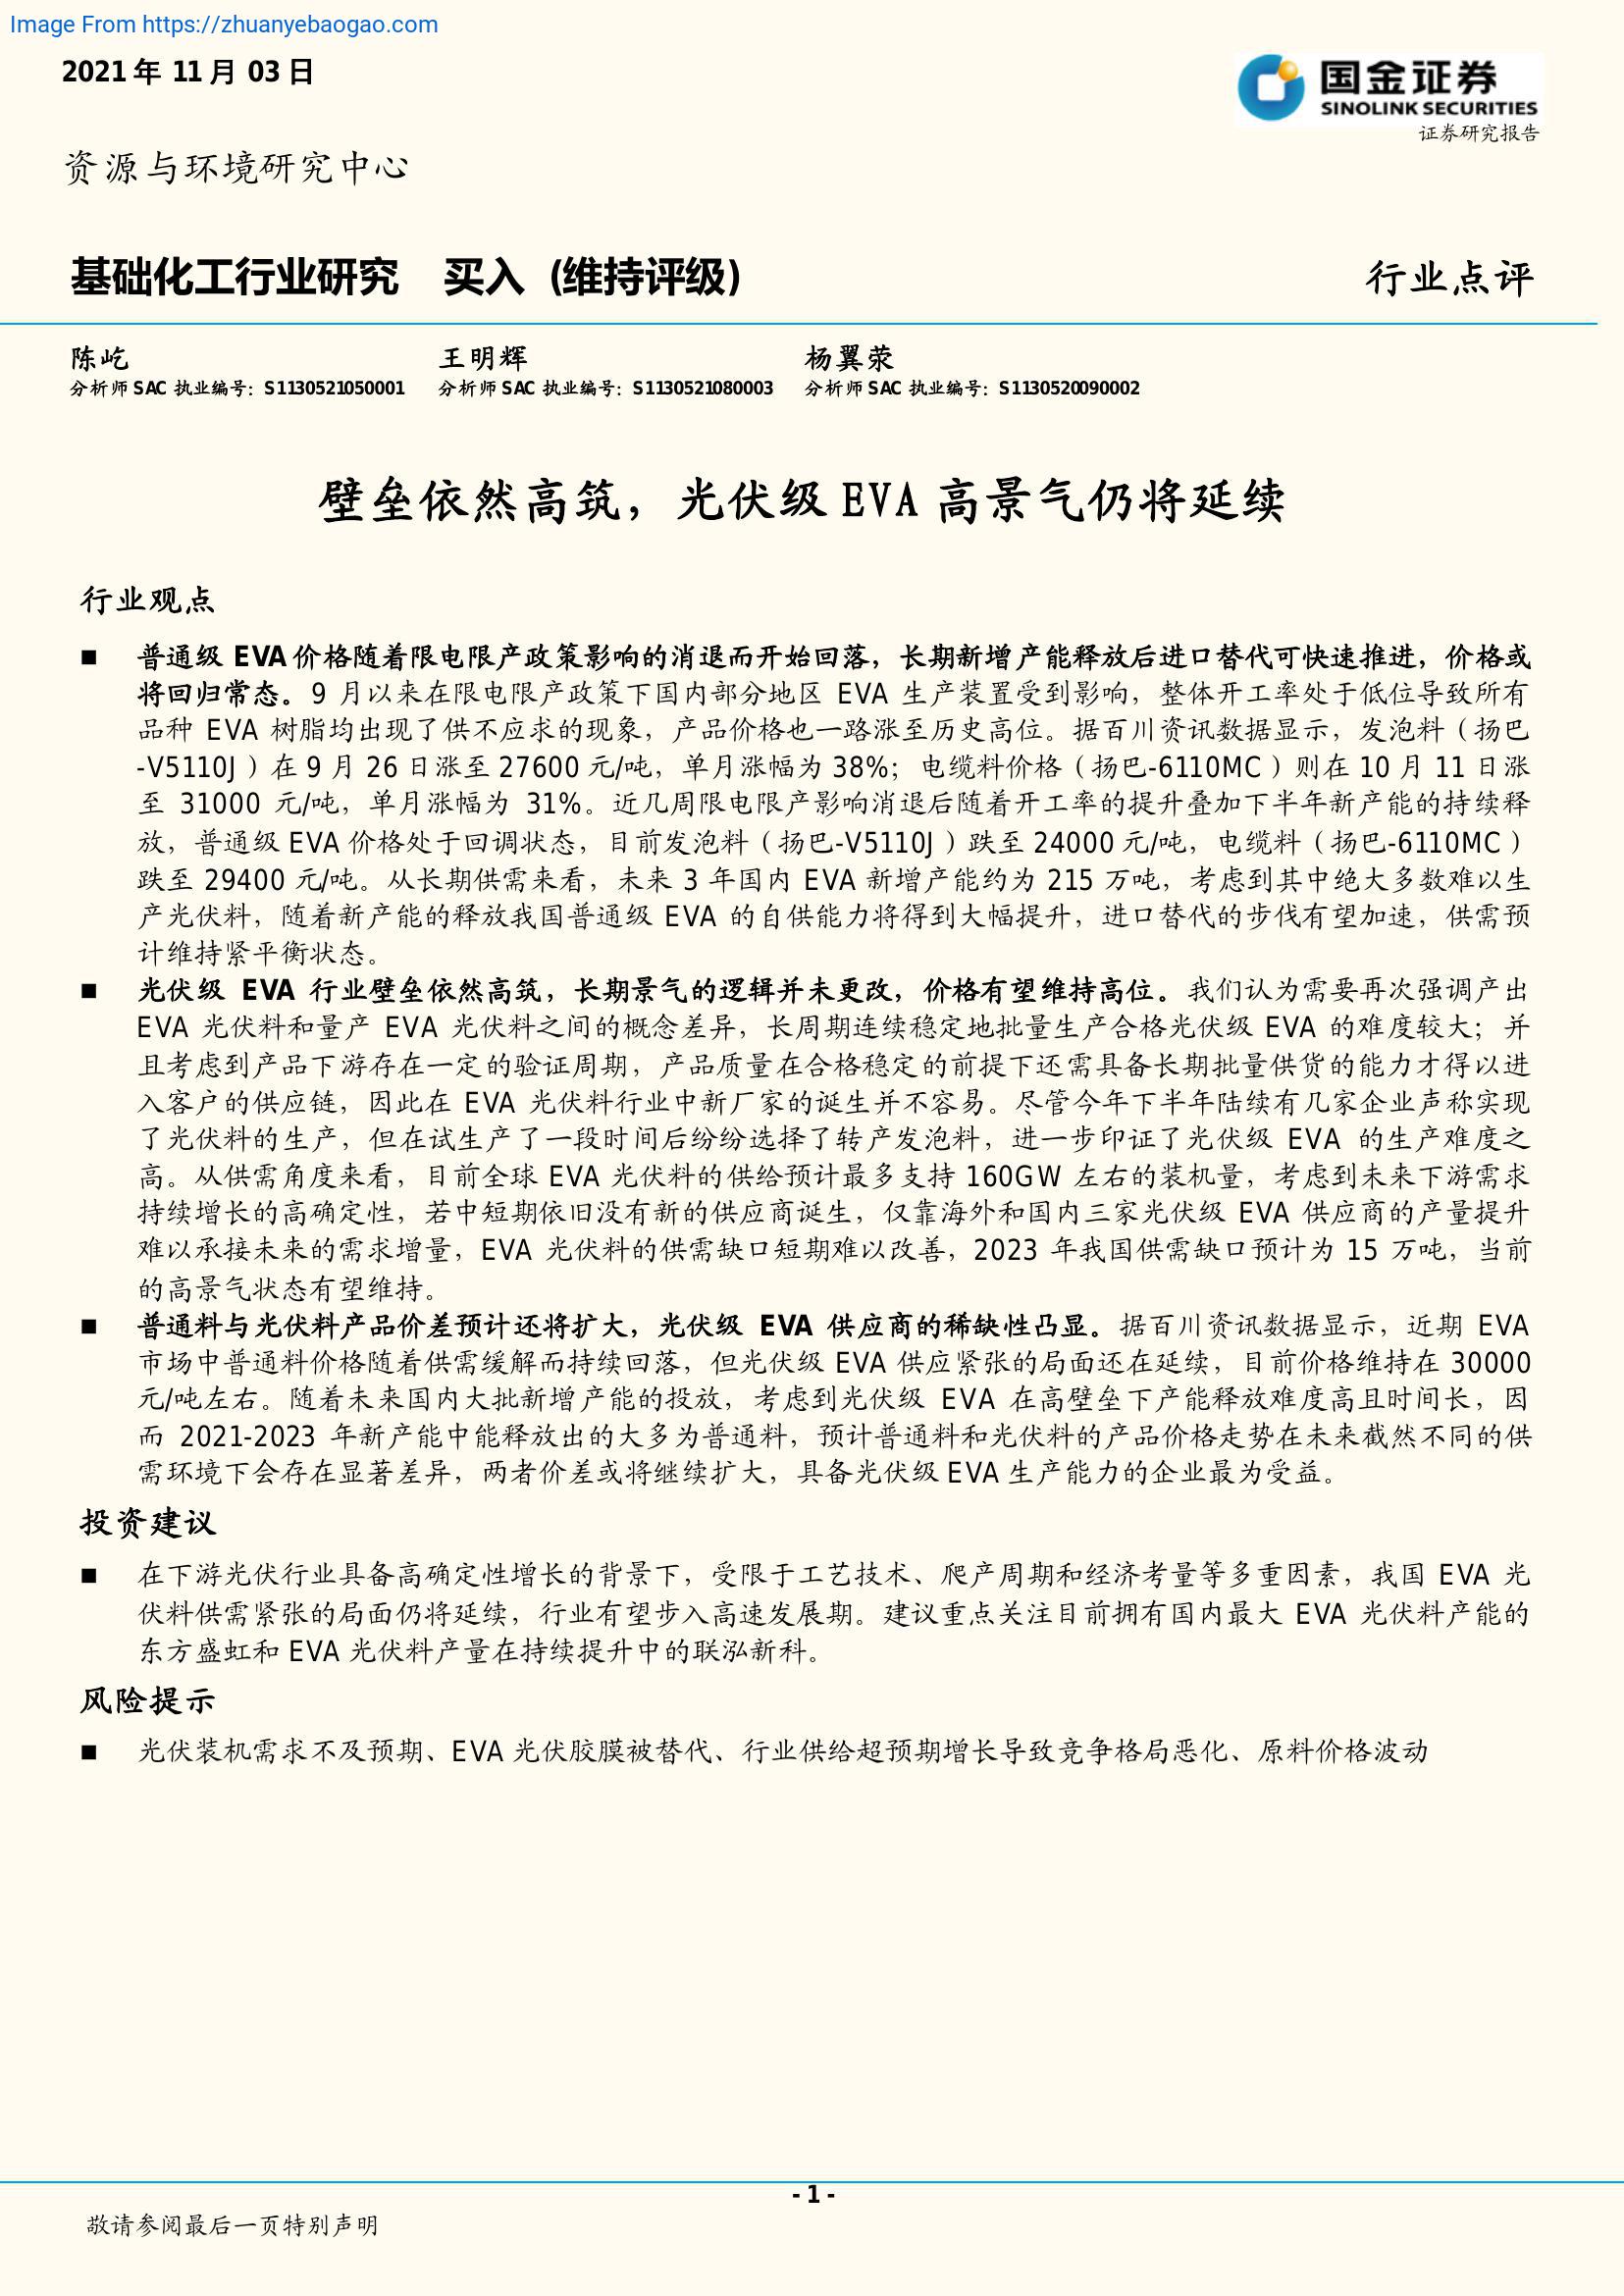 Image From https://zhuanyebaogao.com
2021 年 11 月 03 日
国金证券
SINOLINK SECURITIES
证券研究报告
资源与环境研究中心
基础化工行业研究 买入 (维持评级)
行业点评
陈屹 王明辉 杨翼荥
分析师 SAC 执业编号：S1130521050001 分析师 SAC 执业编号：S1130521080003 分析师 SAC 执业编号：S1130520090002
壁垒依然高筑，光伏级 EVA 高景气仍将延续
行业观点
■ 普通级 EVA 价格随着限电限产政策影响的消退而开始回落，长期新增产能释放后进口替代可快速推进，价格或
将回归常态。9 月以来在限电限产政策下国内部分地区 EVA 生产装置受到影响，整体开工率处于低位导致所有
品种 EVA 树脂均出现了供不应求的现象，产品价格也一路涨至历史高位。据百川资讯数据显示，发泡料（扬巴
-V5110J）在 9 月 26 日涨至 27600 元/吨，单月涨幅为 38%；电缆料价格（扬巴-6110MC）则在 10 月 11 日涨
至 31000 元/吨，单月涨幅为 31%。近几周限电限产影响消退后随着开工率的提升叠加下半年新产能的持续释
放，普通级 EVA 价格处于回调状态，目前发泡料（扬巴-V5110J）跌至 24000 元/吨，电缆料（扬巴-6110MC）
跌至 29400 元/吨。从长期供需来看，未来 3 年国内 EVA 新增产能约为 215 万吨，考虑到其中绝大多数难以生
产光伏料，随着新产能的释放我国普通级 EVA 的自供能力将得到大幅提升，进口替代的步伐有望加速，供需预
计维持紧平衡状态。
■ 光伏级 EVA 行业壁垒依然高筑，长期景气的逻辑并未更改，价格有望维持高位。我们认为需要再次强调产出
EVA 光伏料和量产 EVA 光伏料之间的概念差异，长周期连续稳定地批量生产合格光伏级 EVA 的难度较大；并
且考虑到产品下游存在一定的验证周期，产品质量在合格稳定的前提下还需具备长期批量供货的能力才得以进
入客户的供应链，因此在 EVA 光伏料行业中新厂家的诞生并不容易。尽管今年下半年陆续有几家企业声称实现
了光伏料的生产，但在试生产了一段时间后纷纷选择了转产发泡料，进一步印证了光伏级 EVA 的生产难度之
高。从供需角度来看，目前全球 EVA 光伏料的供给预计最多支持 160GW 左右的装机量，考虑到未来下游需求
持续增长的高确定性，若中短期依旧没有新的供应商诞生，仅靠海外和国内三家光伏级 EVA 供应商的产量提升
难以承接未来的需求增量，EVA 光伏料的供需缺口短期难以改善，2023 年我国供需缺口预计为 15 万吨，当前
的高景气状态有望维持。
■ 普通料与光伏料产品价差预计还将扩大，光伏级 EVA 供应商的稀缺性凸显。据百川资讯数据显示，近期 EVA
市场中普通料价格随着供需缓解而持续回落，但光伏级 EVA 供应紧张的局面还在延续，目前价格维持在 30000
元/吨左右。随着未来国内大批新增产能的投放，考虑到光伏级 EVA 在高壁垒下产能释放难度高且时间长，因
而 2021-2023 年新产能中能释放出的大多为普通料，预计普通料和光伏料的产品价格走势在未来截然不同的供
需环境下会存在显著差异，两者价差或将继续扩大，具备光伏级 EVA 生产能力的企业最为受益。
投资建议
■ 在下游光伏行业具备高确定性增长的背景下，受限于工艺技术、爬产周期和经济考量等多重因素，我国 EVA 光
伏料供需紧张的局面仍将延续，行业有望步入高速发展期。建议重点关注目前拥有国内最大 EVA 光伏料产能的
东方盛虹和 EVA 光伏料产量在持续提升中的联泓新科。
风险提示
■ 光伏装机需求不及预期、EVA 光伏胶膜被替代、行业供给超预期增长导致竞争格局恶化、原料价格波动
- 1 -
敬请参阅最后一页特别声明